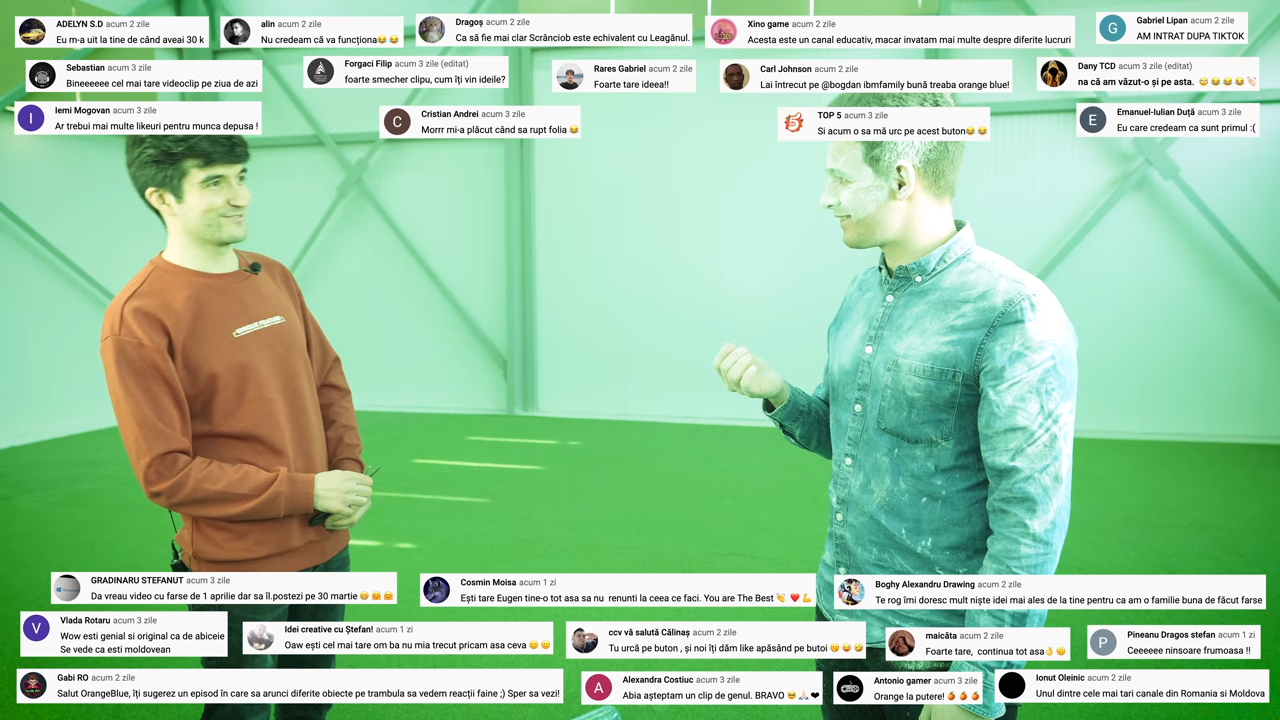 ADELYN S.D acum 2 zile
Eu m-a uit la tine de când aveai 30 k
alin acum 2 zile
Nu credeam că va funcționa😂 😂
Dragoș acum 2 zile
Ca să fie mai clar Scrânciob este echivalent cu Leagănul.
Xino game acum 2 zile
Acesta este un canal educativ, macar invatam mai multe despre diferite lucruri
G
Gabriel Lipan acum 2 zile
AM INTRAT DUPA TIKTOK
Sebastian acum 3 zile
Bineeeeee cel mai tare videoclip pe ziua de azi
Forgaci Filip acum 3 zile (editat)
foarte smecher clipu, cum îți vin ideile?
Rares Gabriel acum 2 zile
Foarte tare ideea!!
Carl Johnson acum 2 zile
Lai întrecut pe @bogdan ibmfamily bună treaba orange blue!
Dany TCD acum 3 zile (editat)
na că am văzut-o și pe asta. 😏 😂 😂 😂 👏
I
Iemi Mogovan acum 3 zile
Ar trebui mai multe likeuri pentru munca depusa !
C
Cristian Andrei acum 3 zile
Morrr mi-a plăcut când sa rupt folia 😂
TOP 5 acum 3 zile
Si acum o sa mă urc pe acest buton😂 😂
E
Emanuel-Iulian Duță acum 3 zile
Eu care credeam ca sunt primul :(
GRADINARU STEFANUT acum 3 zile
Da vreau video cu farse de 1 aprilie dar sa îl.postezi pe 30 martie 😋 🤗 🤗
Cosmin Moisa acum 1 zi
Ești tare Eugen tine-o tot asa sa nu renunti la ceea ce faci. You are The Best 👏 ❤️ 💪
Boghy Alexandru Drawing acum 2 zile
Te rog îmi doresc mult niște idei mai ales de la tine pentru ca am o familie buna de făcut farse
V
Vlada Rotaru acum 3 zile
Wow esti genial si original ca de abiceie
Se vede ca esti moldovean
Idei creative cu Ștefan! acum 1 zi
Oaw ești cel mai tare om ba nu mia trecut pricam asa ceva 😀 😀
ccv vă salută Călinaș acum 2 zile
Tu urcă pe buton , și noi îți dăm like apăsând pe butoi 😋 😝 🤣
maicăta acum 2 zile
Foarte tare, continua tot asa👌 🙂
P
Pineanu Dragos stefan acum 1 zi
Ceeeeee ninsoare frumoasa !!
Gabi RO acum 2 zile
Salut OrangeBlue, îți sugerez un episod în care sa arunci diferite obiecte pe trambula sa vedem reacții faine ;) Sper sa vezi!
A
Alexandra Costiuc acum 3 zile
Abia așteptam un clip de genul. BRAVO 🥺 🙏🏻 ❤
Antonio gamer acum 3 zile
Orange la putere! 🍊 🍊 🍊
Ionut Oleinic acum 2 zile
Unul dintre cele mai tari canale din Romania si Moldova